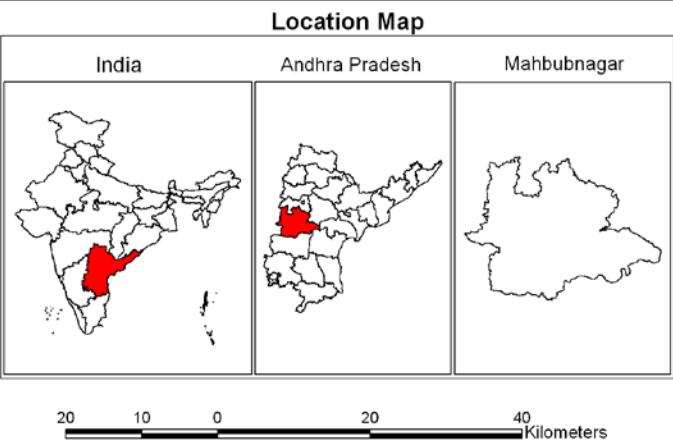 Location Map
India
Andhra Pradesh
Mahbubnagar
20 10 0 20 40
Kilometers